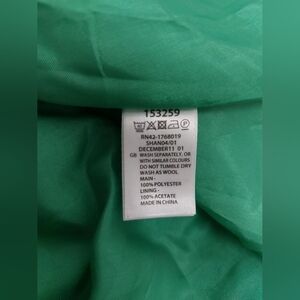 153259
RN42-1768019
SHAN04/01
DECEMBER11 01
GB WASH SEPARATELY, OR
WITH SIMILAR COLOURS
DO NOT TUMBLE DRY
WASH AS WOOL
MAIN -
100% POLYESTER
LINING -
100% ACETATE
MADE IN CHINA